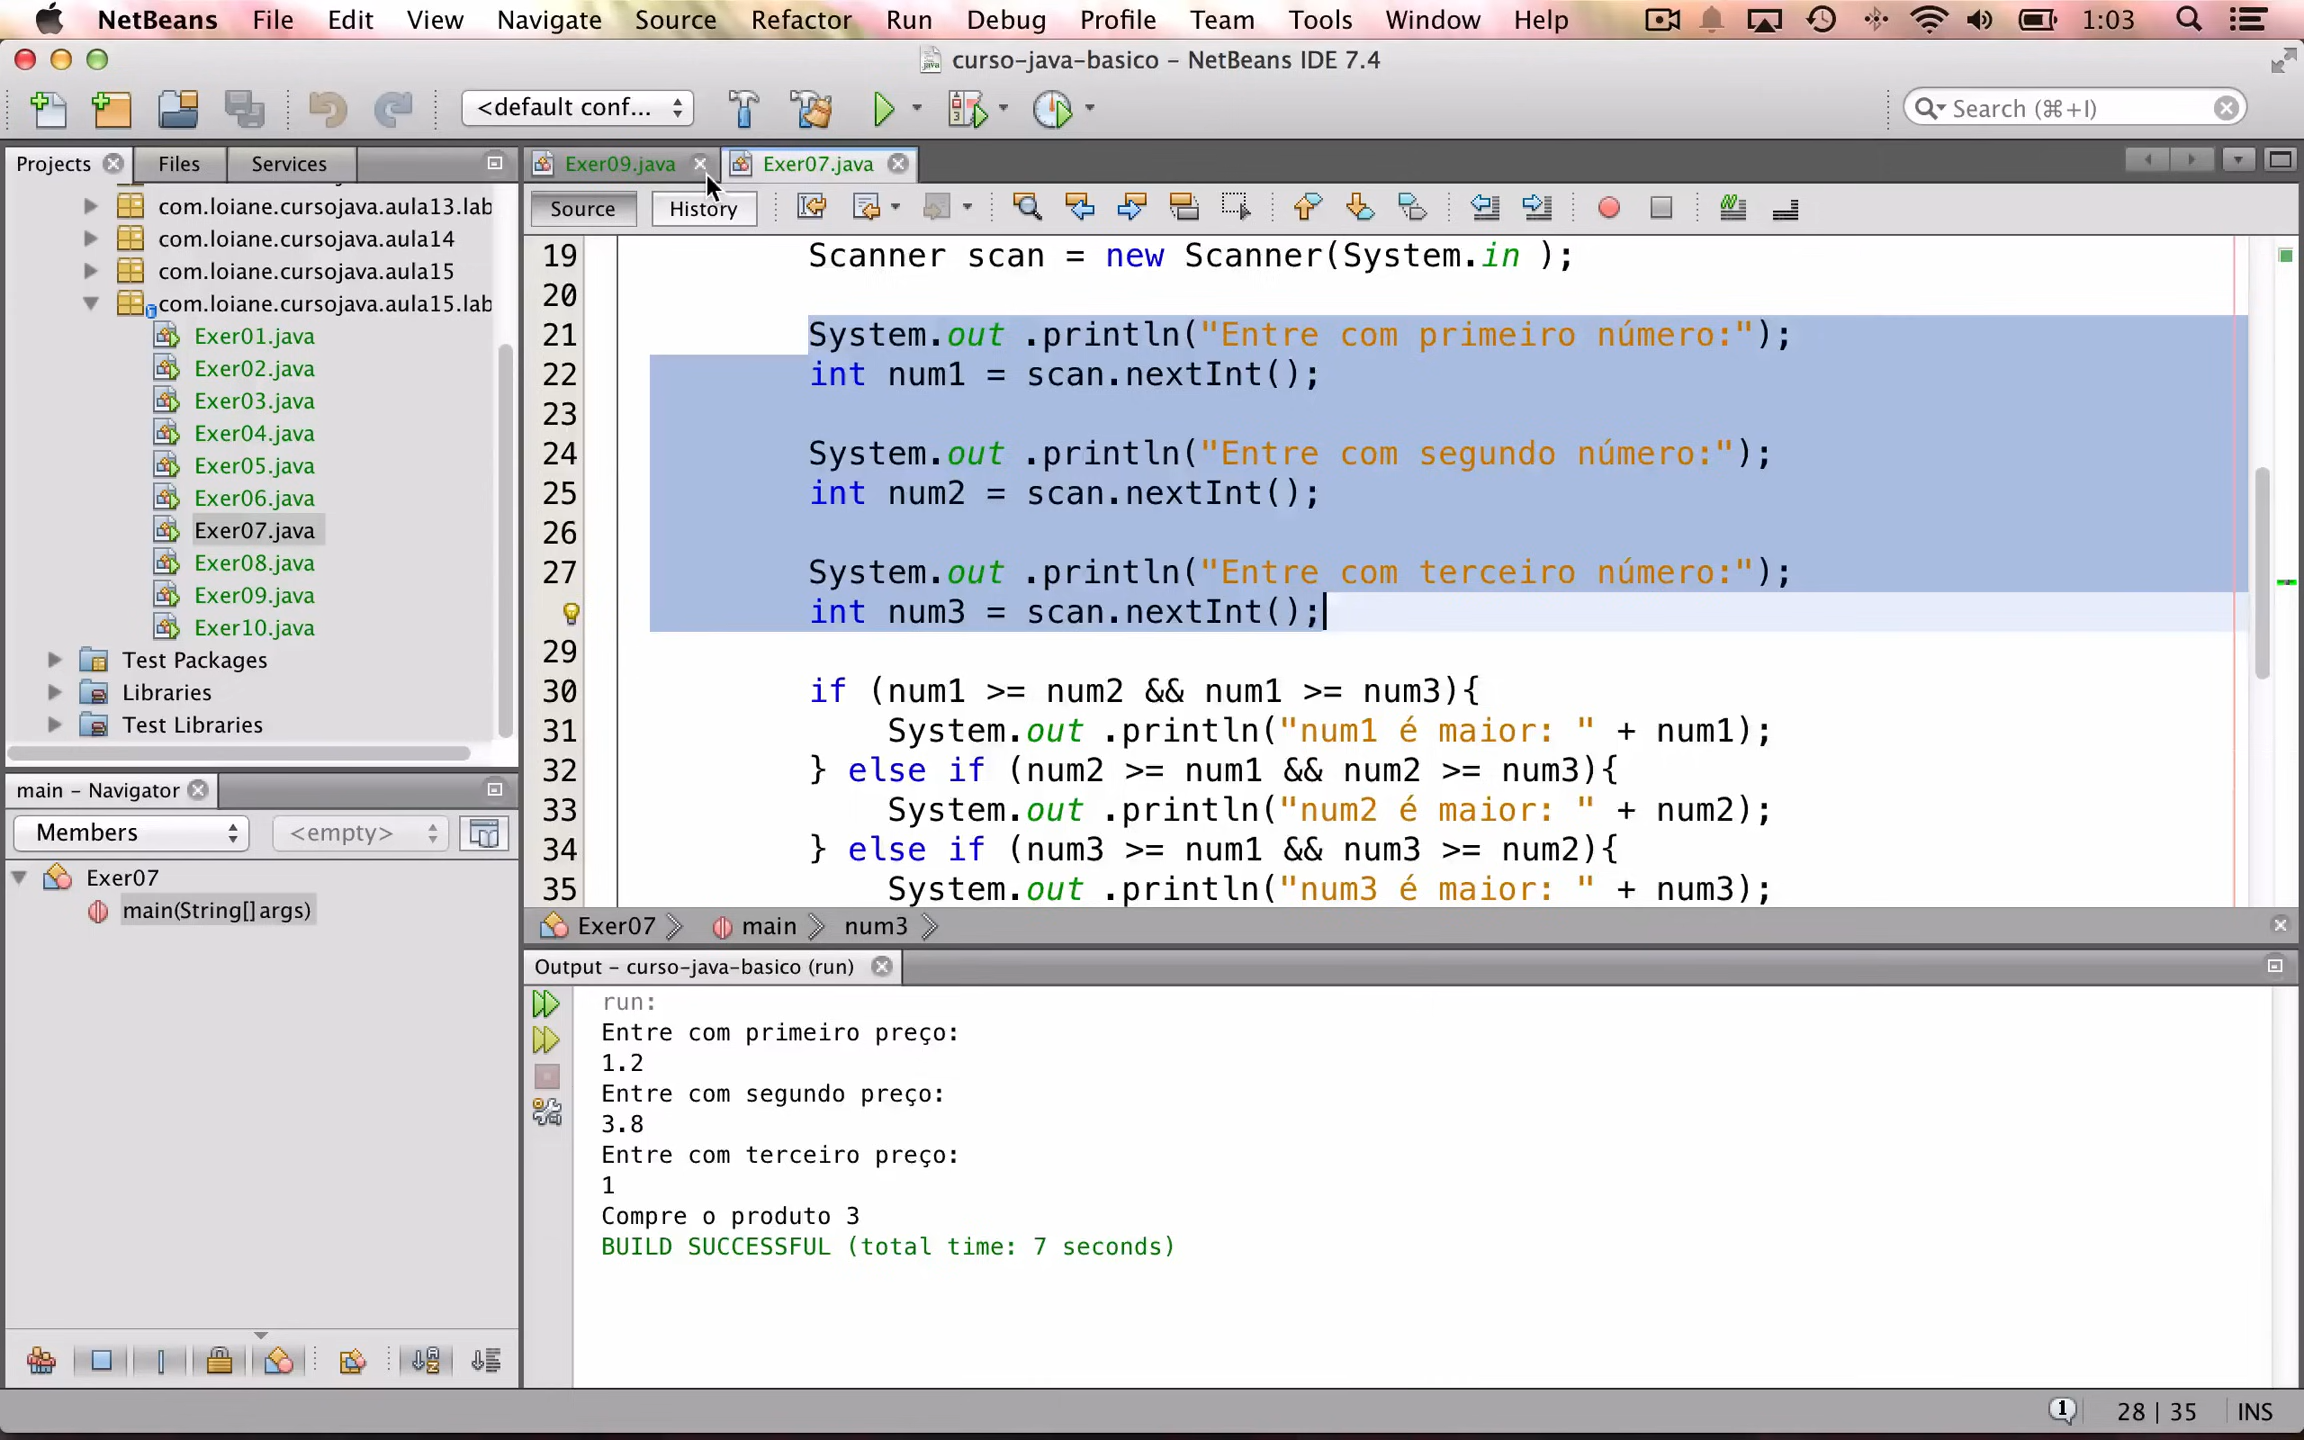 NetBeans File Edit View Navigate Source Refactor Run Debug Profile Team Tools Window Help 1:03
curso-java-basico – NetBeans IDE 7.4
<default conf... Search (⌘+I)
Projects Files Services
com.loiane.cursojava.aula13.lab
com.loiane.cursojava.aula14
com.loiane.cursojava.aula15
com.loiane.cursojava.aula15.lab
Exer01.java
Exer02.java
Exer03.java
Exer04.java
Exer05.java
Exer06.java
Exer07.java
Exer08.java
Exer09.java
Exer10.java
Test Packages
Libraries
Test Libraries
main – Navigator
Members <empty>
Exer07
main(String[] args)
Exer09.java Exer07.java
Source History
19 Scanner scan = new Scanner(System.in );
20
21 System.out .println("Entre com primeiro número:");
22 int num1 = scan.nextInt();
23
24 System.out .println("Entre com segundo número:");
25 int num2 = scan.nextInt();
26
27 System.out .println("Entre com terceiro número:");
int num3 = scan.nextInt();
29
30 if (num1 >= num2 && num1 >= num3){
31 System.out .println("num1 é maior: " + num1);
32 } else if (num2 >= num1 && num2 >= num3){
33 System.out .println("num2 é maior: " + num2);
34 } else if (num3 >= num1 && num3 >= num2){
35 System.out .println("num3 é maior: " + num3);
Exer07 main num3
Output – curso-java-basico (run)
run:
Entre com primeiro preço:
1.2
Entre com segundo preço:
3.8
Entre com terceiro preço:
1
Compre o produto 3
BUILD SUCCESSFUL (total time: 7 seconds)
1 28 | 35 INS